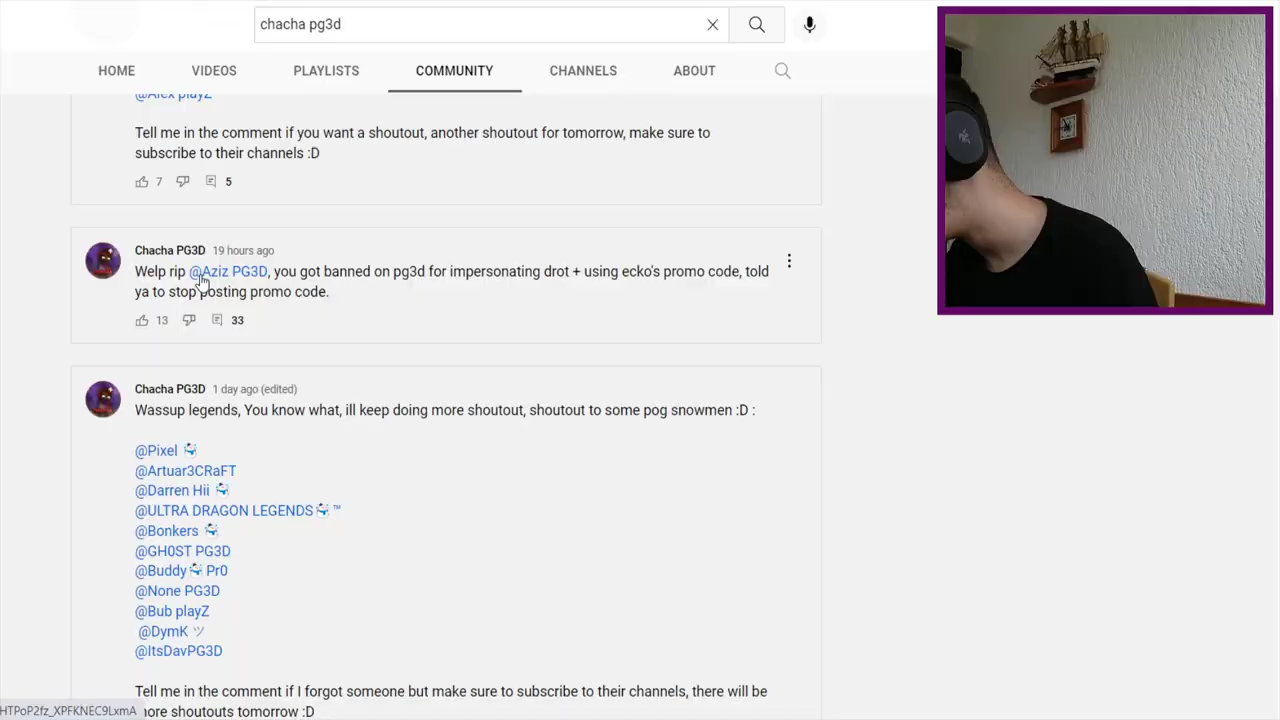 chacha pg3d
HOME VIDEOS PLAYLISTS COMMUNITY CHANNELS ABOUT
@Alex playZ
Tell me in the comment if you want a shoutout, another shoutout for tomorrow, make sure to
subscribe to their channels :D
7 5
Chacha PG3D 19 hours ago
Welp rip @Aziz PG3D, you got banned on pg3d for impersonating drot + using ecko's promo code, told
ya to stop posting promo code.
13 33
Chacha PG3D 1 day ago (edited)
Wassup legends, You know what, ill keep doing more shoutout, shoutout to some pog snowmen :D :
@Pixel ⛄
@Artuar3CRaFT
@Darren Hii ⛄
@ULTRA DRAGON LEGENDS⛄™
@Bonkers ⛄
@GH0ST PG3D
@Buddy⛄Pr0
@None PG3D
@Bub playZ
@DymK ツ
@ItsDavPG3D
Tell me in the comment if I forgot someone but make sure to subscribe to their channels, there will be
more shoutouts tomorrow :D
HTPoP2fz_XPFKNEC9LxmA